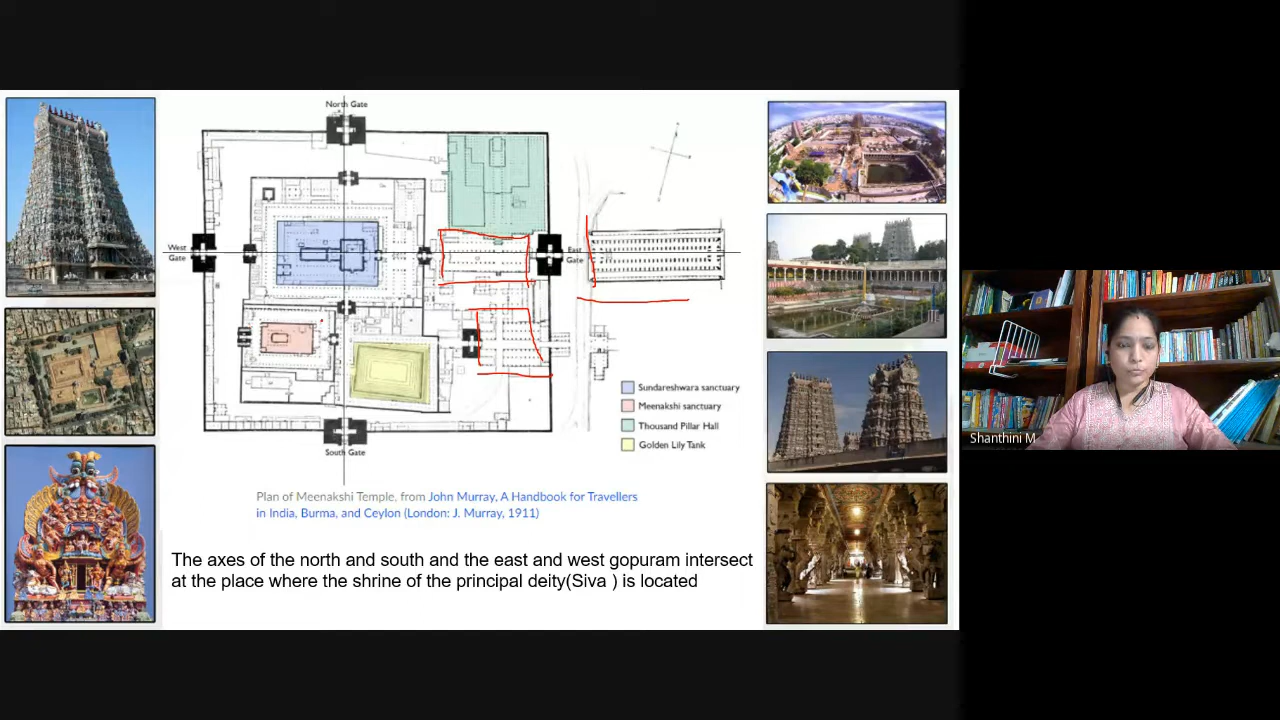 North Gate
West
Gate
East
Gate
Sundareshwara sanctuary
Meenakshi sanctuary
Thousand Pillar Hall
Golden Lily Tank
South Gate
Plan of Meenakshi Temple, from John Murray, A Handbook for Travellers
in India, Burma, and Ceylon (London: J. Murray, 1911)
The axes of the north and south and the east and west gopuram intersect
at the place where the shrine of the principal deity(Siva ) is located
Shanthini M